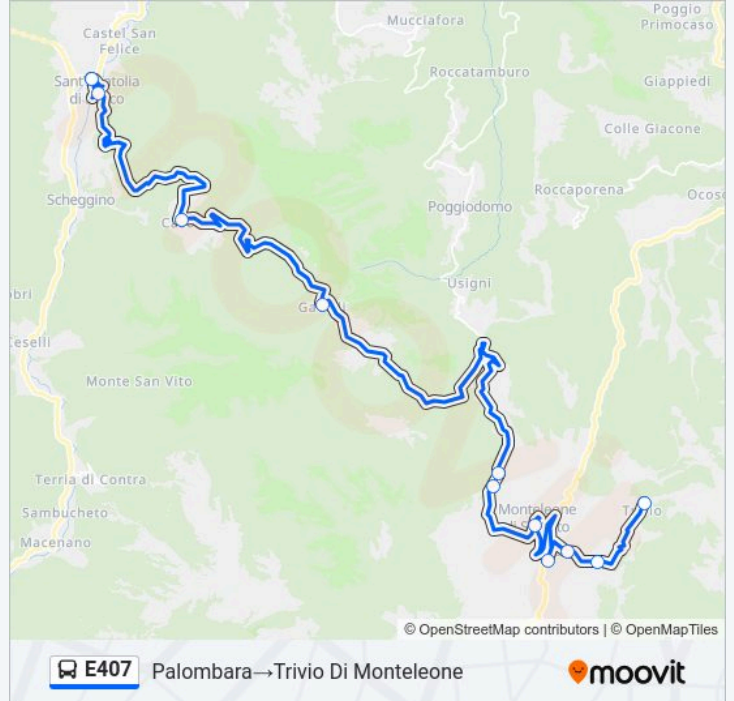 Mucciafora
Poggio
Primocaso
Castel San
Felice
Roccatamburo
Giappiedi
Colle Giacone
Scheggino
Roccaporena
Poggiodomo
Usigni
Monte San Vito
Terria di Contra
Sambucheto
Macenano
Monteleone
© OpenStreetMap contributors | © OpenMapTiles
E407
Palombara→Trivio Di Monteleone
moovit